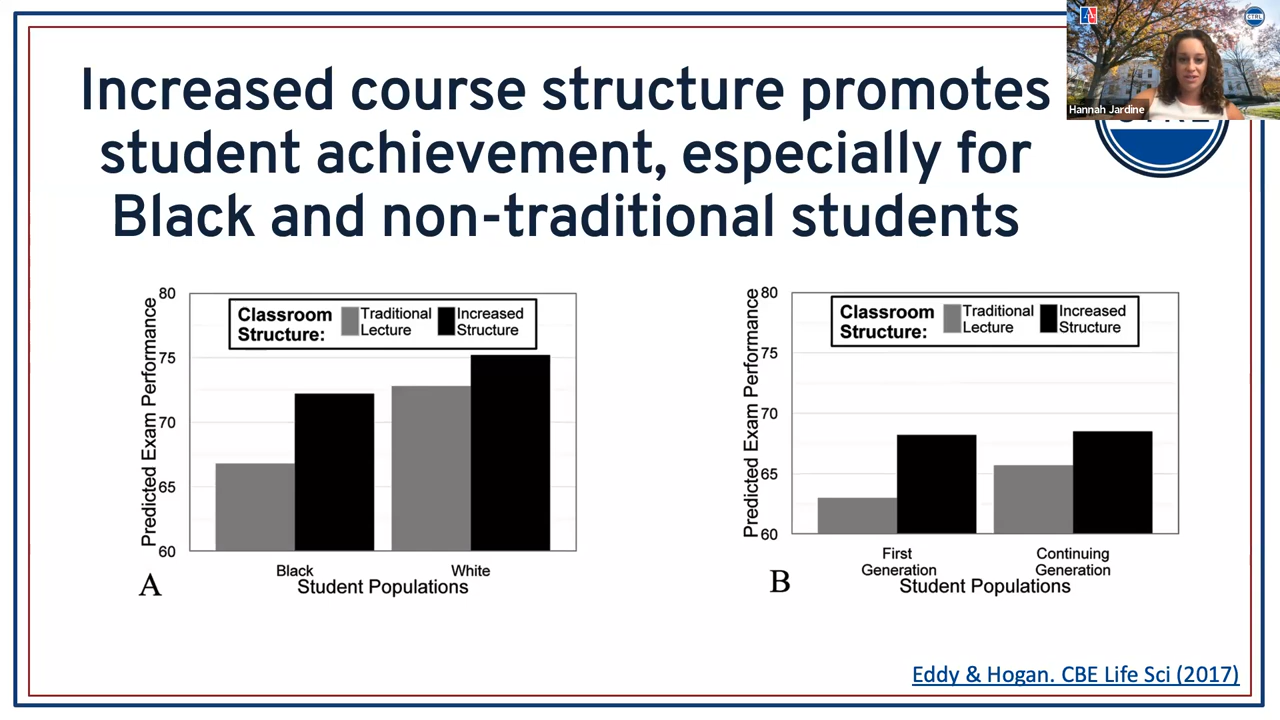 Increased course structure promotes
student achievement, especially for
Black and non-traditional students
Hannah Jardine
CTRL
80
75
70
65
60
Predicted Exam Performance
Classroom
Structure:
Traditional
Lecture
Increased
Structure
Black
White
Student Populations
A
80
75
70
65
60
Predicted Exam Performance
Classroom
Structure:
Traditional
Lecture
Increased
Structure
First
Generation
Continuing
Generation
Student Populations
B
Eddy & Hogan. CBE Life Sci (2017)